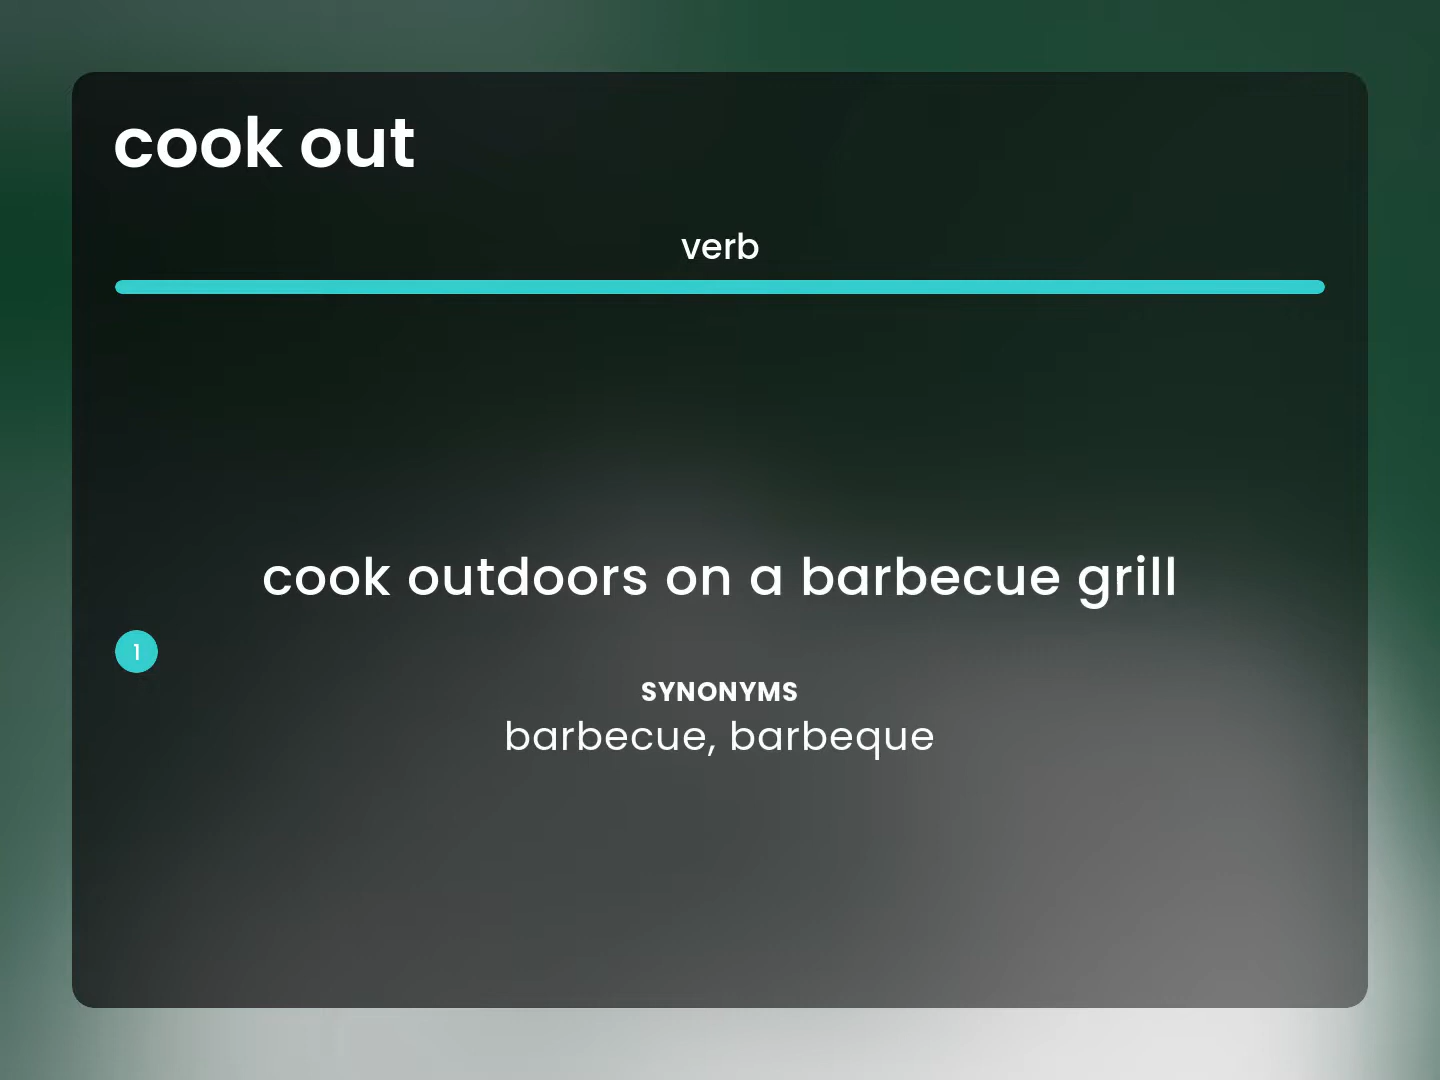 cook out
verb
cook outdoors on a barbecue grill
1
SYNONYMS
barbecue, barbeque